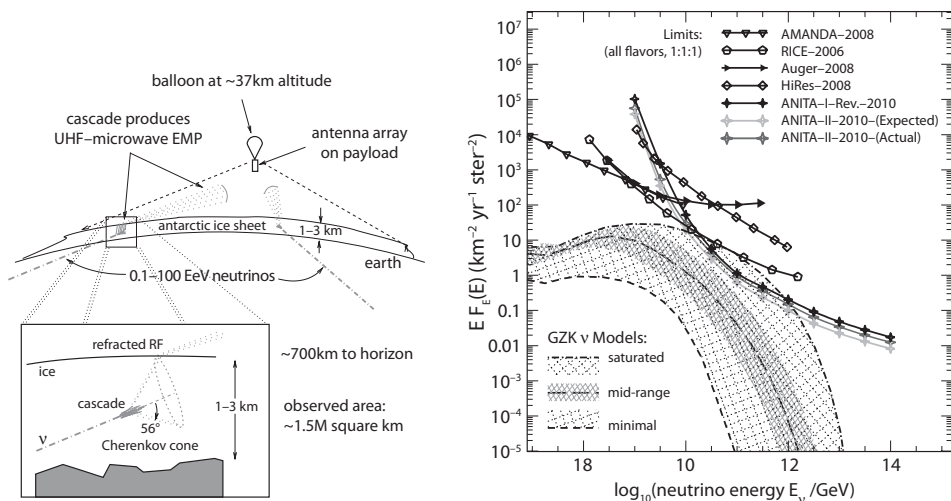 balloon at ~37km altitude
cascade produces
UHF–microwave EMP
antenna array
on payload
antarctic ice sheet
1–3 km
earth
0.1–100 EeV neutrinos
refracted RF
ice
~700km to horizon
cascade
1–3 km
observed area:
~1.5M square km
56°
ν
Cherenkov cone
E F_E(E) (km⁻² yr⁻¹ ster⁻²)
10⁷
10⁶
10⁵
10⁴
10³
100
10
1
0.1
0.01
10⁻³
10⁻⁴
10⁻⁵
Limits:
(all flavors, 1:1:1)
AMANDA–2008
RICE–2006
Auger–2008
HiRes–2008
ANITA–I–Rev.–2010
ANITA–II–2010–(Expected)
ANITA–II–2010–(Actual)
GZK ν Models:
saturated
mid-range
minimal
18
10
12
14
log₁₀(neutrino energy E_ν /GeV)